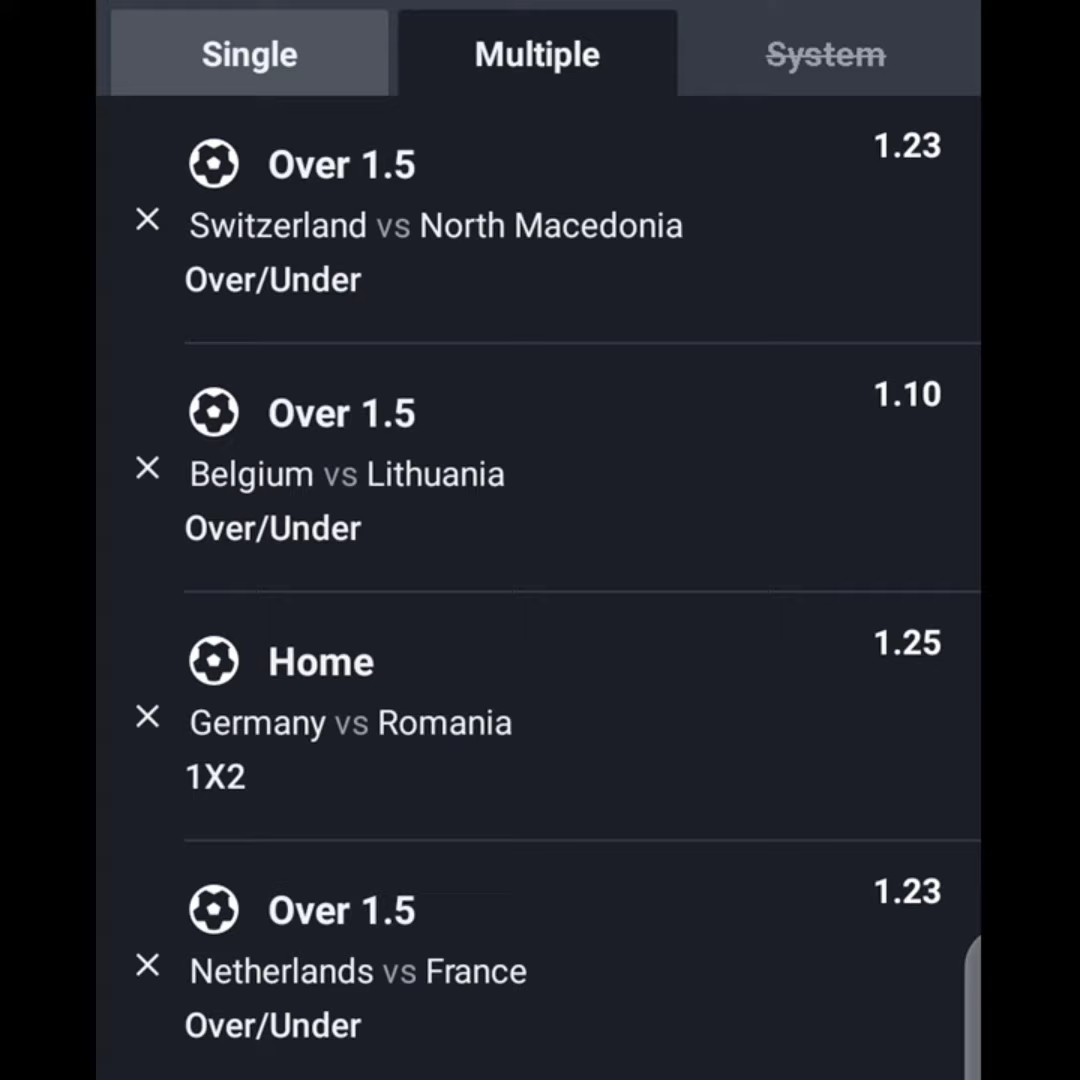 Single Multiple System
Over 1.5 1.23
Switzerland vs North Macedonia
Over/Under
Over 1.5 1.10
Belgium vs Lithuania
Over/Under
Home 1.25
Germany vs Romania
1X2
Over 1.5 1.23
Netherlands vs France
Over/Under